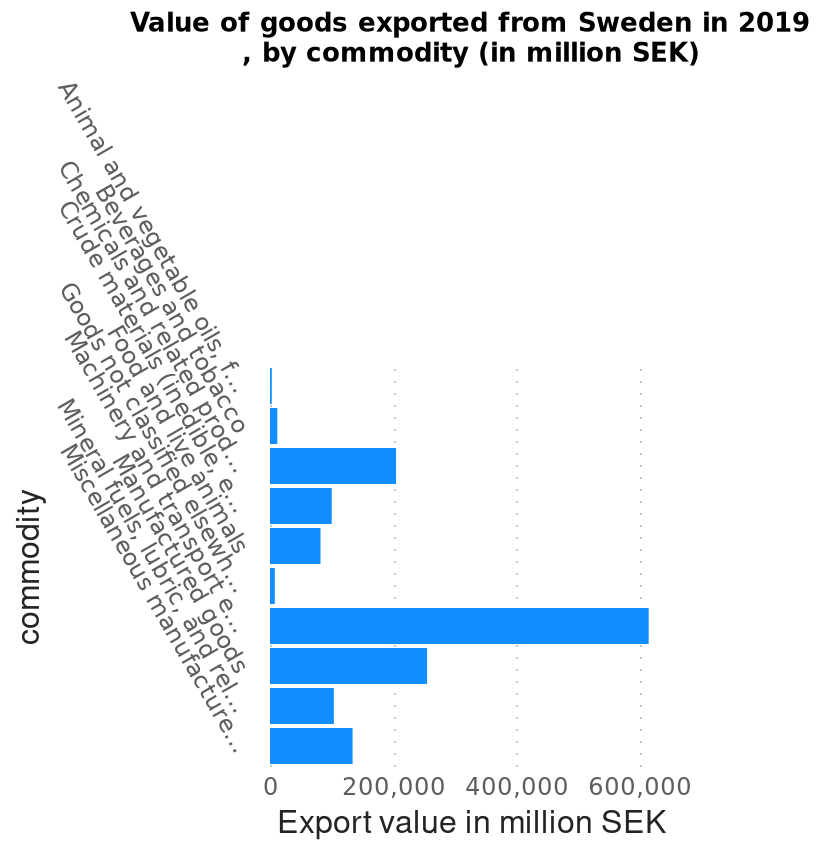 Value of goods exported from Sweden in 2019
, by commodity (in million SEK)
Animal and vegetable oils, f...
Beverages and tobacco
Chemicals and related prod...
Crude materials (inedible, e...
Food and live animals
Goods not classified elsewh...
Machinery and transport e...
Manufactured goods
Mineral fuels, lubric, and rel...
Miscellaneous manufacture...
commodity
0 200,000 400,000 600,000
Export value in million SEK